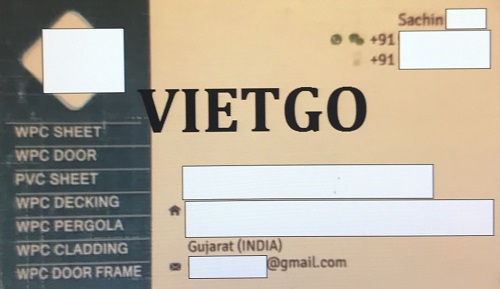 Sachin
+91
+91
VIETGO
WPC SHEET
WPC DOOR
PVC SHEET
WPC DECKING
WPC PERGOLA
WPC CLADDING
WPC DOOR FRAME
Gujarat (INDIA)
@gmail.com